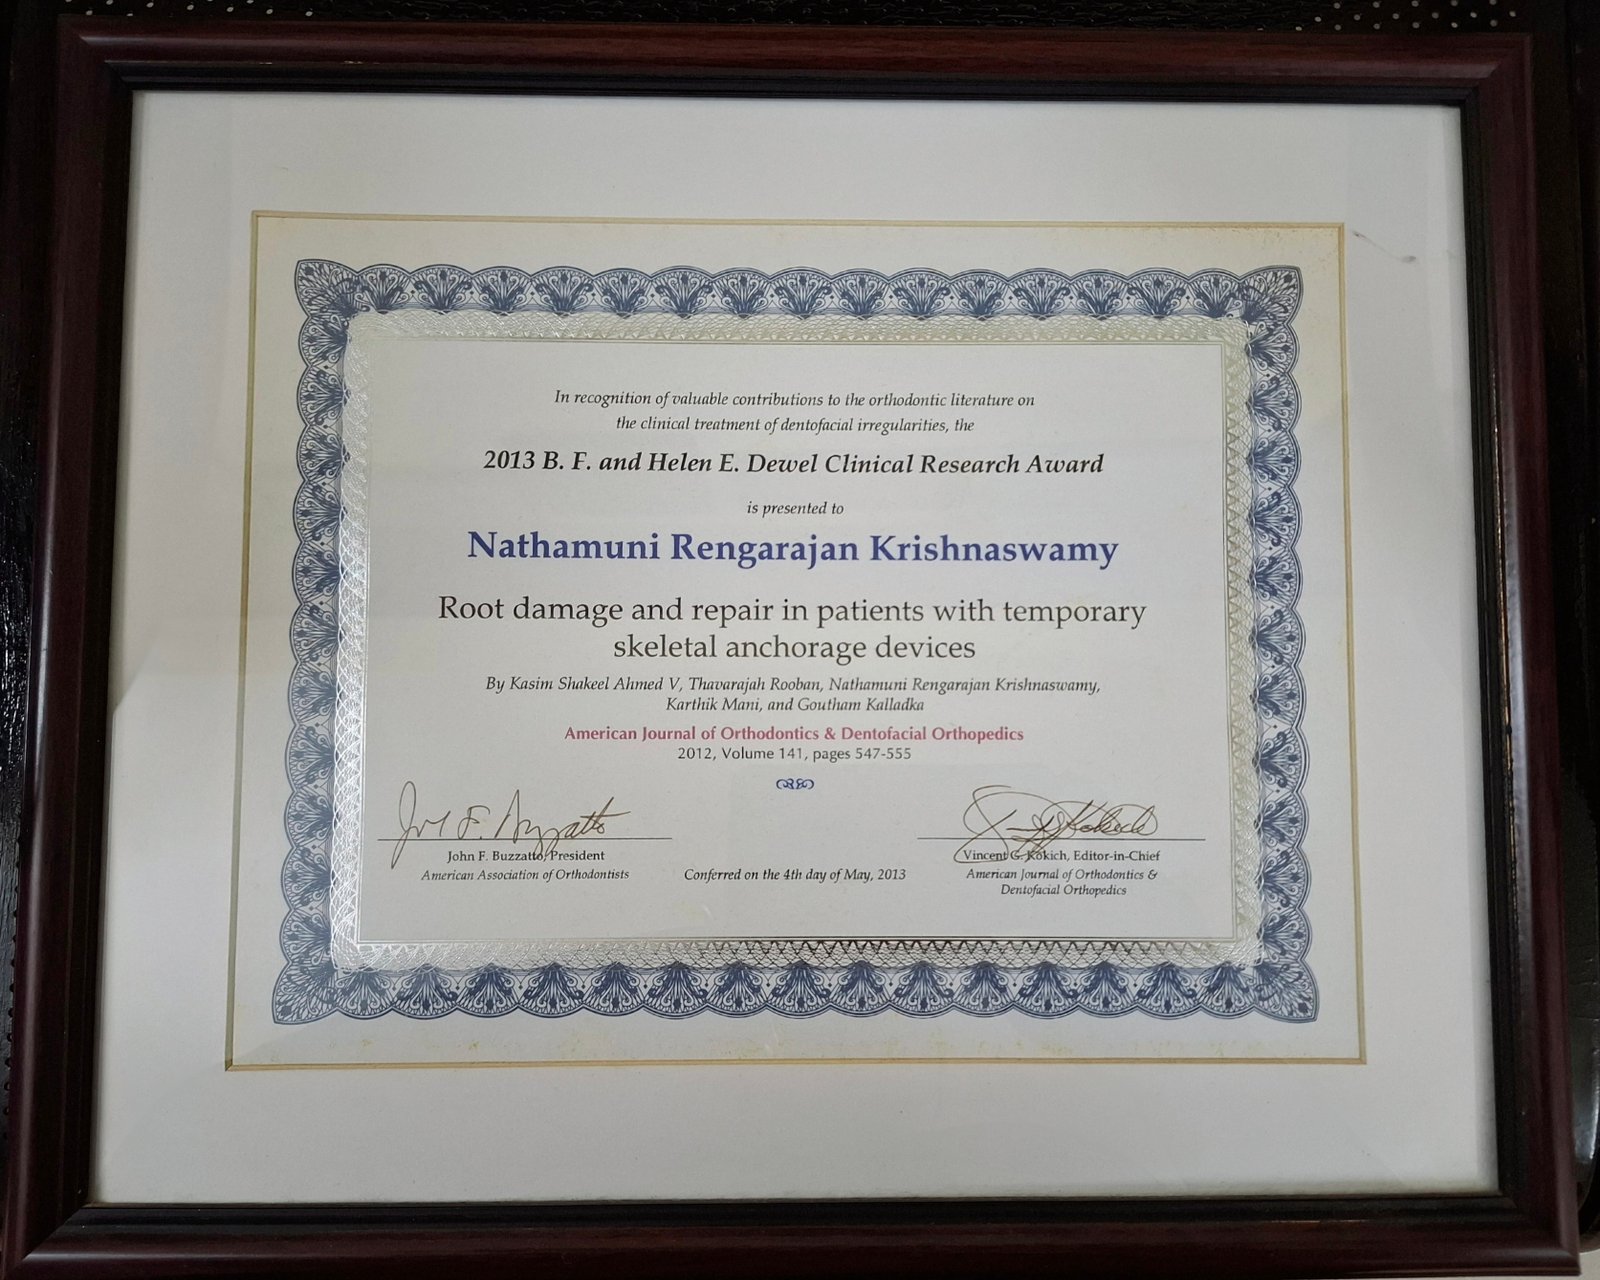 In recognition of valuable contributions to the orthodontic literature on
the clinical treatment of dentofacial irregularities, the
2013 B. F. and Helen E. Dewel Clinical Research Award
is presented to
Nathamuni Rengarajan Krishnaswamy
Root damage and repair in patients with temporary
skeletal anchorage devices
By Kasim Shakeel Ahmed V, Thavarajah Rooban, Nathamuni Rengarajan Krishnaswamy,
Karthik Mani, and Goutham Kalladka
American Journal of Orthodontics & Dentofacial Orthopedics
2012, Volume 141, pages 547-555
John F. Buzzatto, President
American Association of Orthodontists
Conferred on the 4th day of May, 2013
Vincent G. Kokich, Editor-in-Chief
American Journal of Orthodontics &
Dentofacial Orthopedics